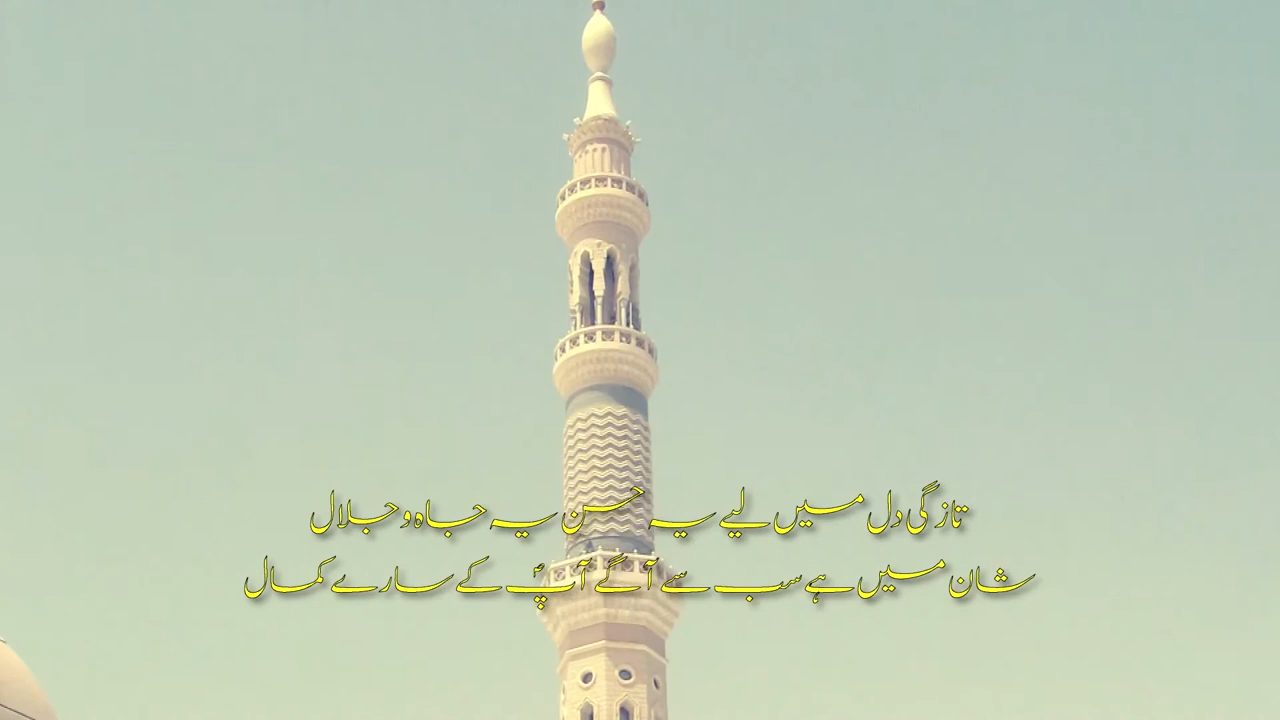 تازگی دل میں لیے یہ حسن یہ جاہ و جلال
شان میں ہے سب سے آگے آپؐ کے سارے کمال